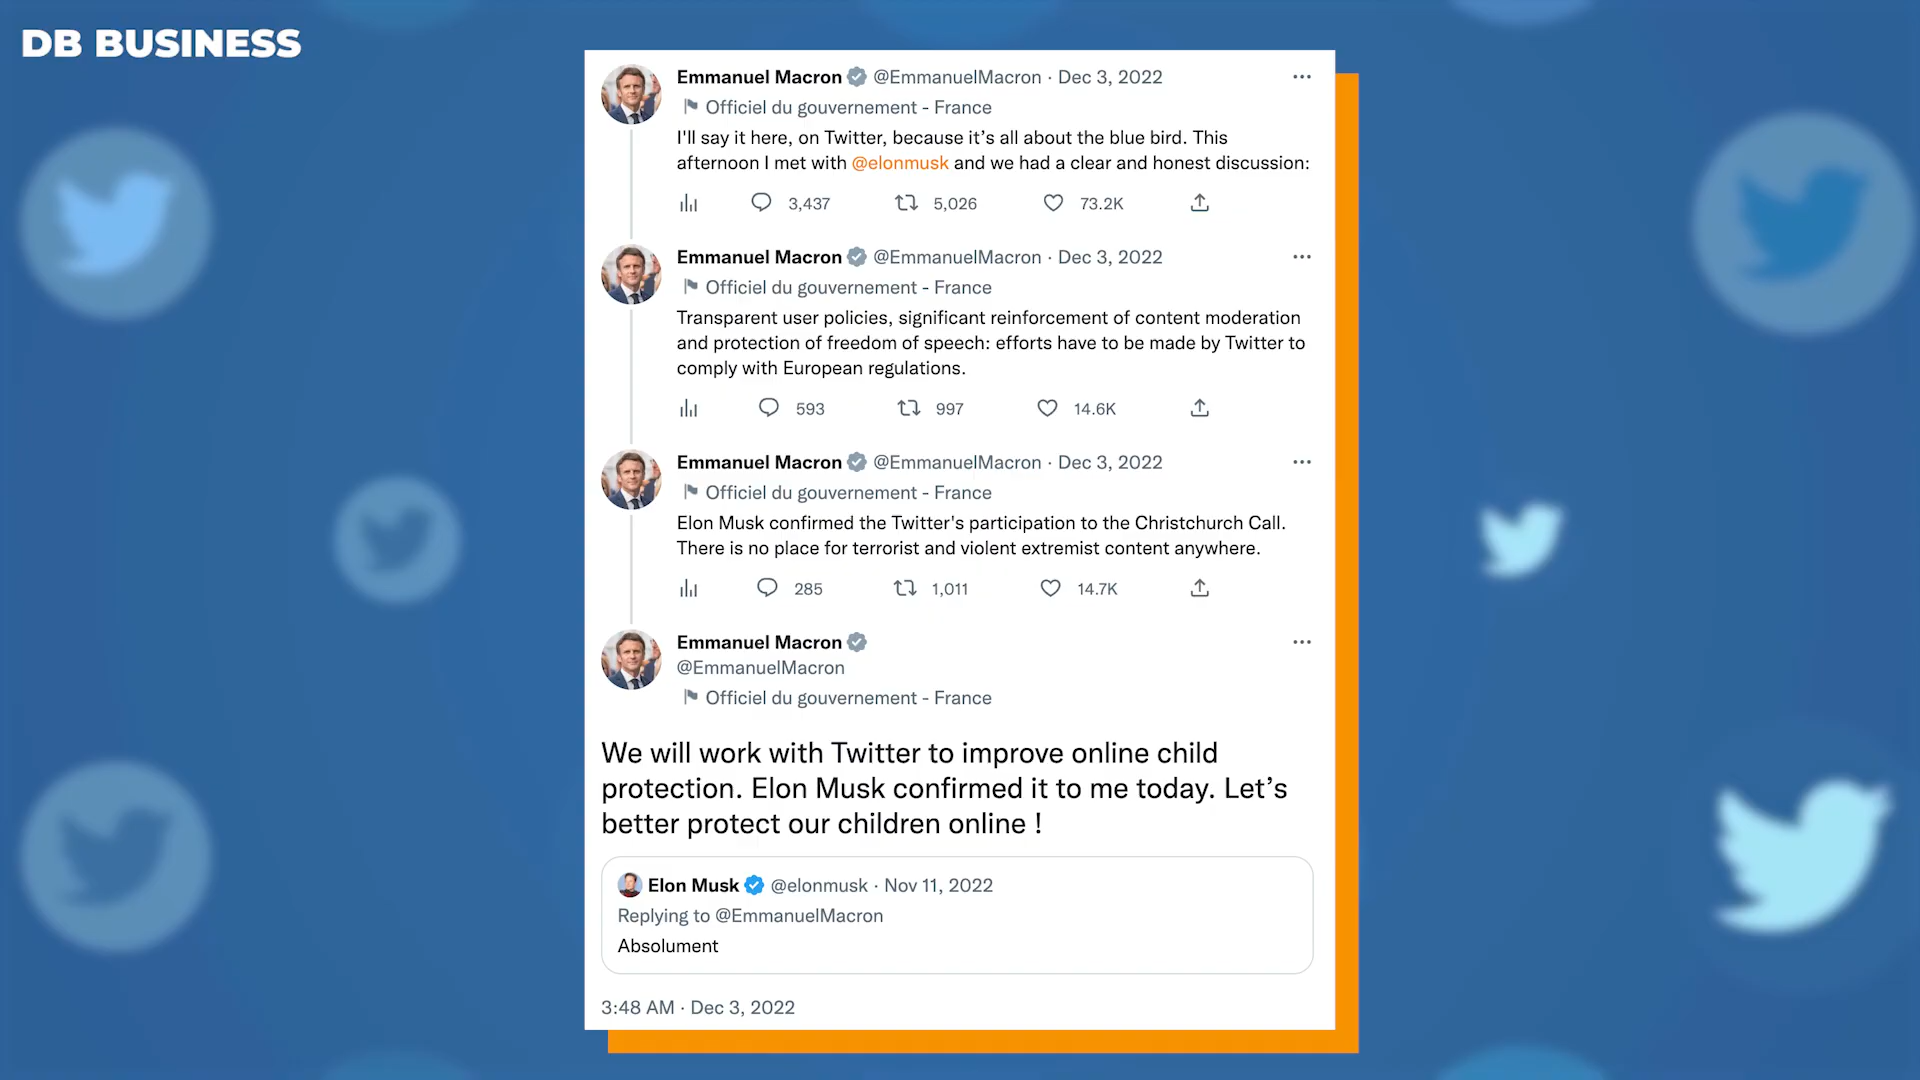 DB BUSINESS
Emmanuel Macron @EmmanuelMacron · Dec 3, 2022
Officiel du gouvernement - France
I'll say it here, on Twitter, because it’s all about the blue bird. This
afternoon I met with @elonmusk and we had a clear and honest discussion:
3,437 5,026 73.2K
Emmanuel Macron @EmmanuelMacron · Dec 3, 2022
Officiel du gouvernement - France
Transparent user policies, significant reinforcement of content moderation
and protection of freedom of speech: efforts have to be made by Twitter to
comply with European regulations.
593 997 14.6K
Emmanuel Macron @EmmanuelMacron · Dec 3, 2022
Officiel du gouvernement - France
Elon Musk confirmed the Twitter's participation to the Christchurch Call.
There is no place for terrorist and violent extremist content anywhere.
285 1,011 14.7K
Emmanuel Macron
@EmmanuelMacron
Officiel du gouvernement - France
We will work with Twitter to improve online child
protection. Elon Musk confirmed it to me today. Let’s
better protect our children online !
Elon Musk @elonmusk · Nov 11, 2022
Replying to @EmmanuelMacron
Absolument
3:48 AM · Dec 3, 2022